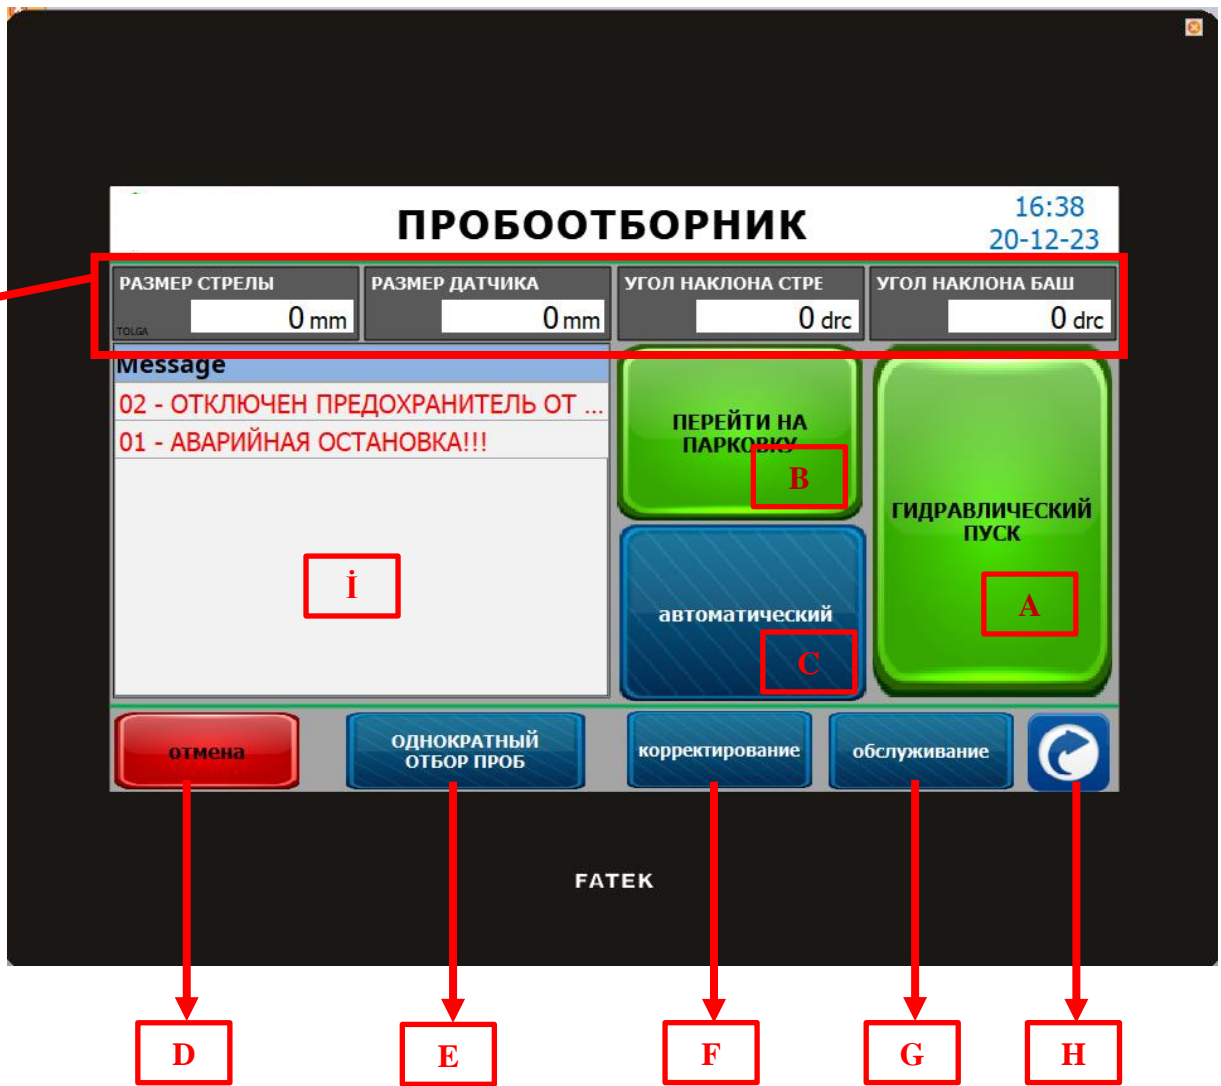 ПРОБООТБОРНИК
16:38
20-12-23
РАЗМЕР СТРЕЛЫ
0 mm
TOLGA
РАЗМЕР ДАТЧИКА
0 mm
УГОЛ НАКЛОНА СТРЕ
0 drc
УГОЛ НАКЛОНА БАШ
0 drc
Message
02 - ОТКЛЮЧЕН ПРЕДОХРАНИТЕЛЬ ОТ ...
01 - АВАРИЙНАЯ ОСТАНОВКА!!!
İ
ПЕРЕЙТИ НА
ПАРКОВКУ
B
автоматический
C
ГИДРАВЛИЧЕСКИЙ
ПУСК
A
отмена
ОДНОКРАТНЫЙ
ОТБОР ПРОБ
корректирование
обслуживание
FATEK
D
E
F
G
H